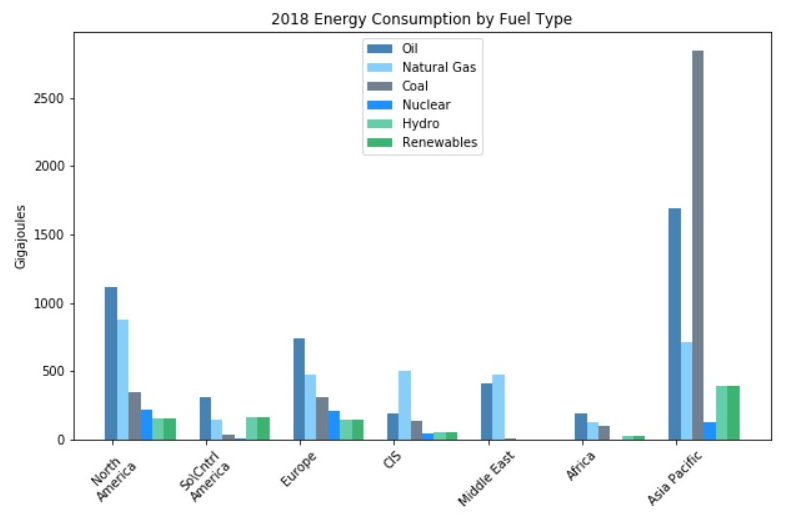 2018 Energy Consumption by Fuel Type
Oil
Natural Gas
Coal
Nuclear
Hydro
Renewables
Gigajoules
2500
2000
1500
1000
500
0
North
America
So\Cntrl
America
Europe
CIS
Middle East
Africa
Asia Pacific